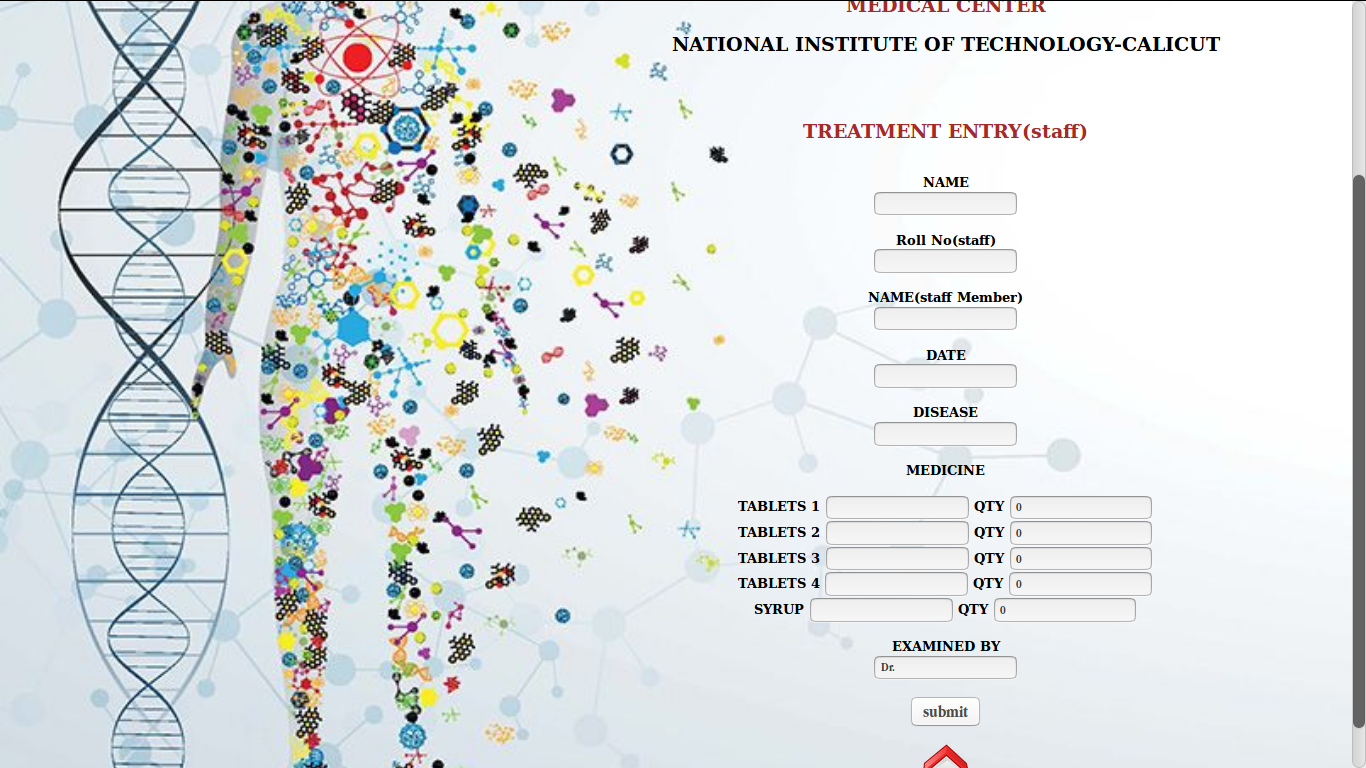 MEDICAL CENTER
NATIONAL INSTITUTE OF TECHNOLOGY-CALICUT
TREATMENT ENTRY(staff)
NAME
Roll No(staff)
NAME(staff Member)
DATE
DISEASE
MEDICINE
TABLETS 1 QTY 0
TABLETS 2 QTY 0
TABLETS 3 QTY 0
TABLETS 4 QTY 0
SYRUP QTY 0
EXAMINED BY
Dr.
submit